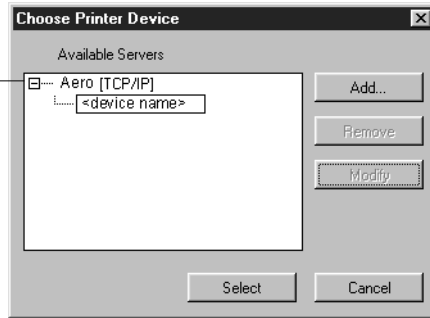 Choose Printer Device
Available Servers
Aero [TCP/IP]
<device name>
Add...
Remove
Modify
Select
Cancel